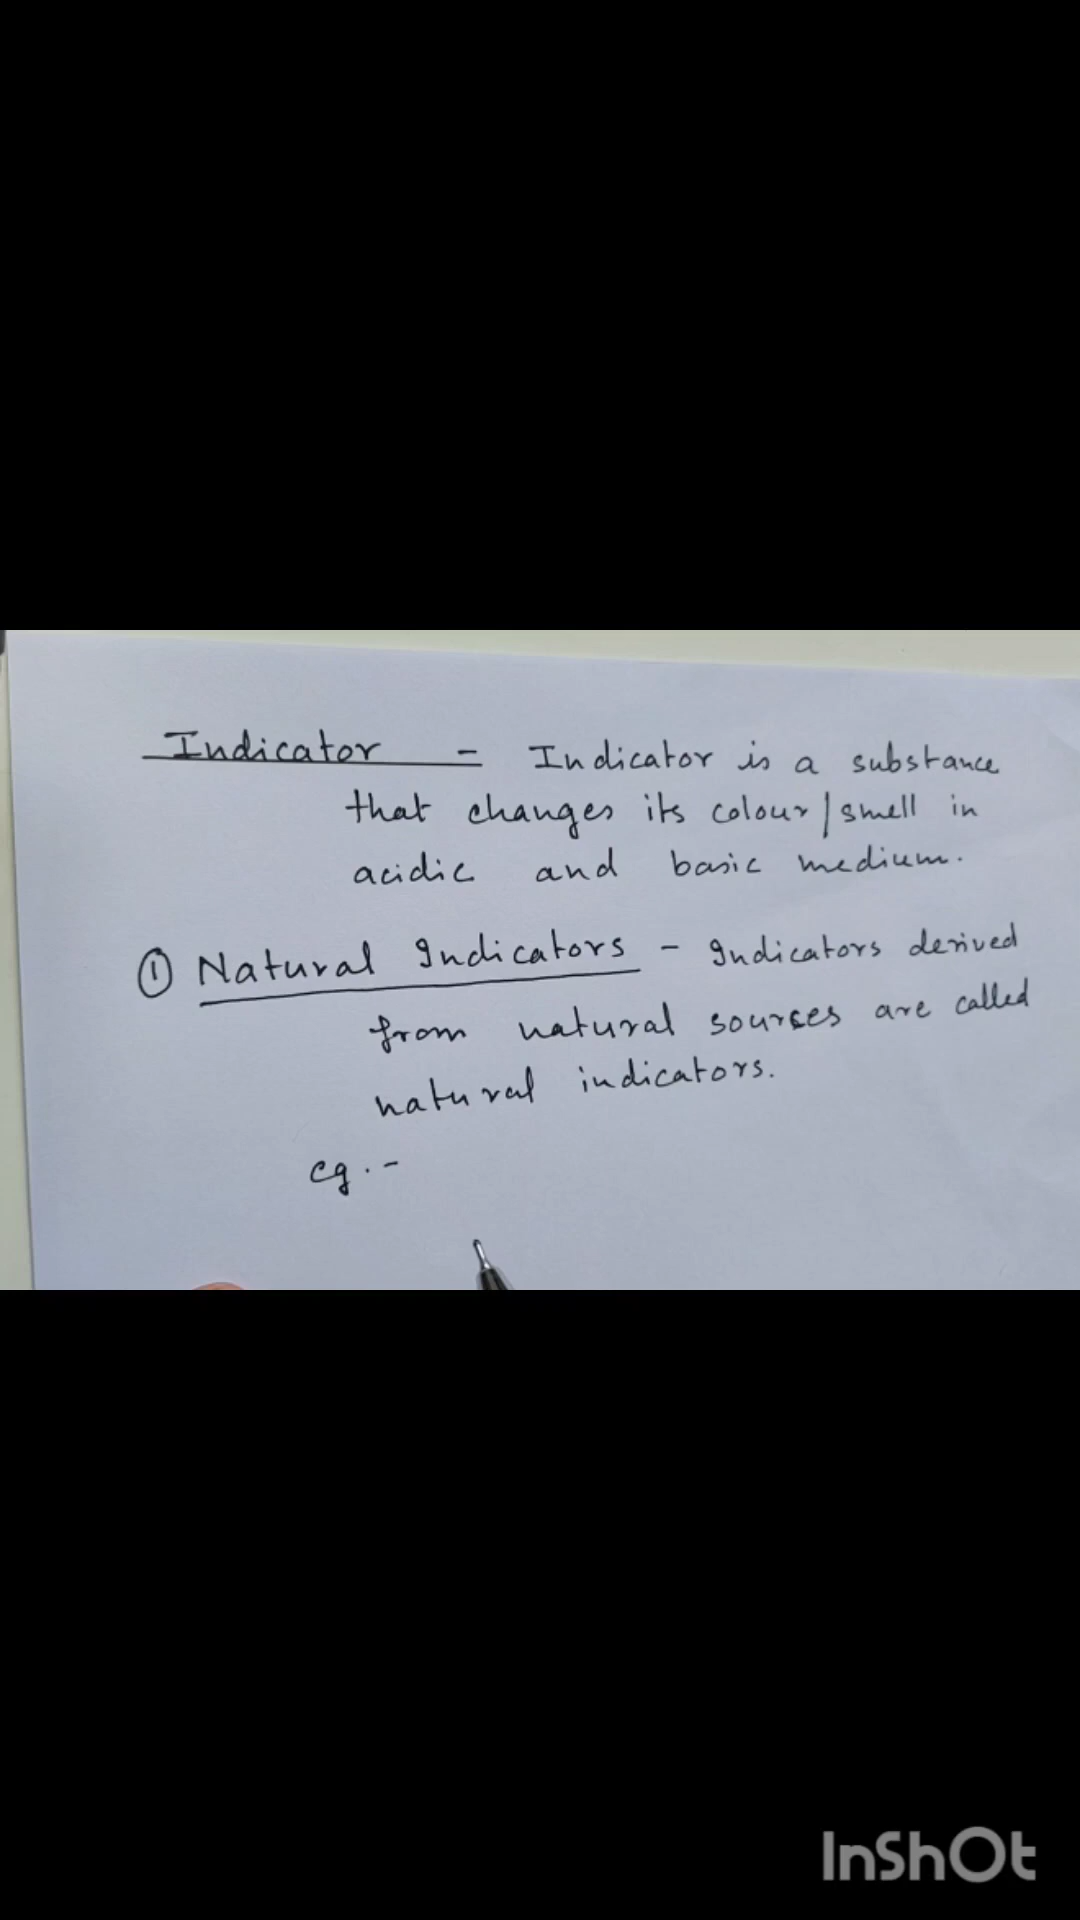 Indicator - Indicator is a substance
that changes its colour/smell in
acidic and basic medium.
① Natural Indicators - Indicators derived
from natural sources are called
natural indicators.
eg. -
InShOt